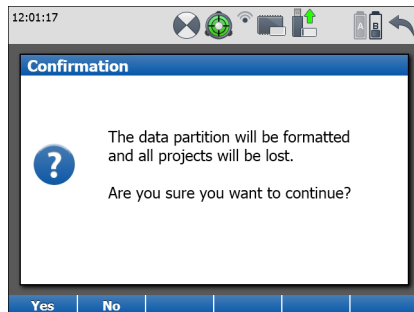 12:01:17
A B
Confirmation
?
The data partition will be formatted
and all projects will be lost.
Are you sure you want to continue?
Yes No